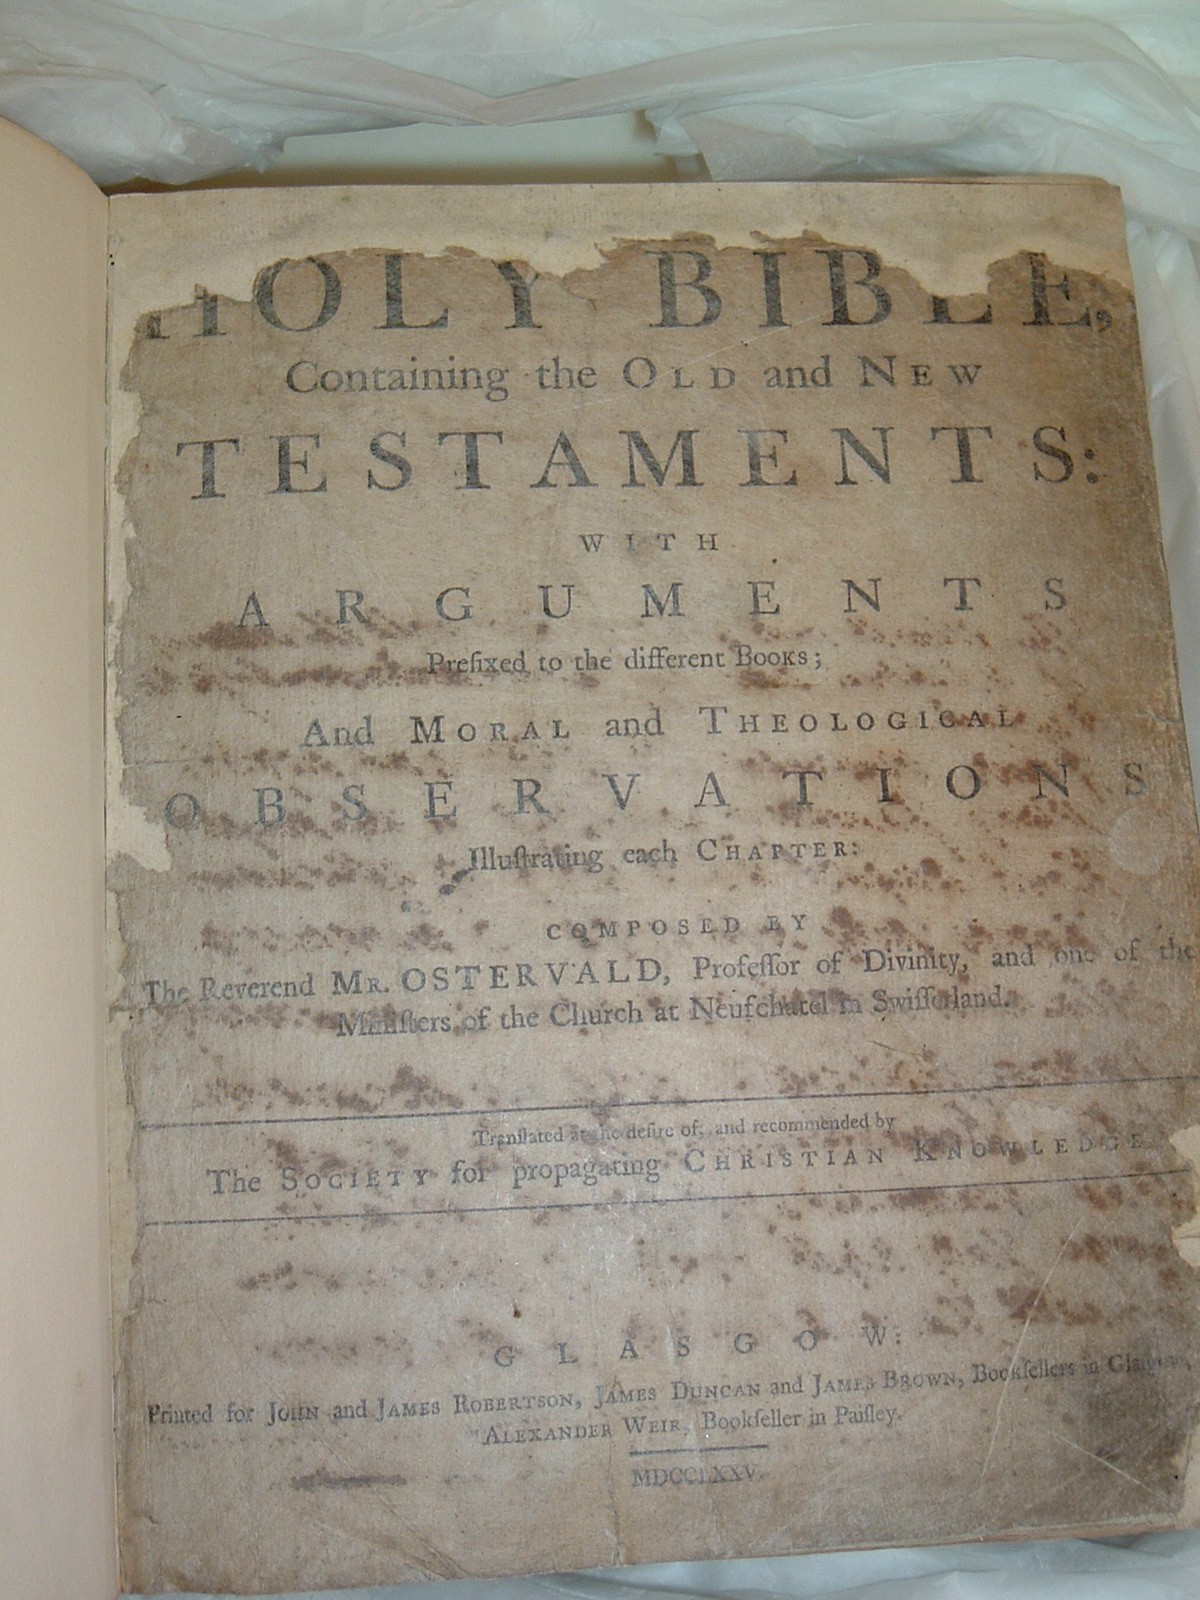 HOLY BIBLE,
Containing the OLD and NEW
TESTAMENTS:
WITH
ARGUMENTS
Prefixed to the different BOOKS;
And MORAL and THEOLOGICAL
OBSERVATIONS
Illuſtrating each CHAPTER:
COMPOSED BY
The Reverend MR. OSTERVALD, Profeſſor of Divinity, and one of the
Miniſters of the Church at Neufchatel in Swiſſerland.
Tranſlated at the deſire of, and recommended by
The SOCIETY for propagating CHRISTIAN KNOWLEDGE
GLASGOW:
Printed for JOHN and JAMES ROBERTSON, JAMES DUNCAN and JAMES BROWN, Bookſellers in Glaſgow,
ALEXANDER WEIR, Bookſeller in Paiſley.
MDCCLXXV.